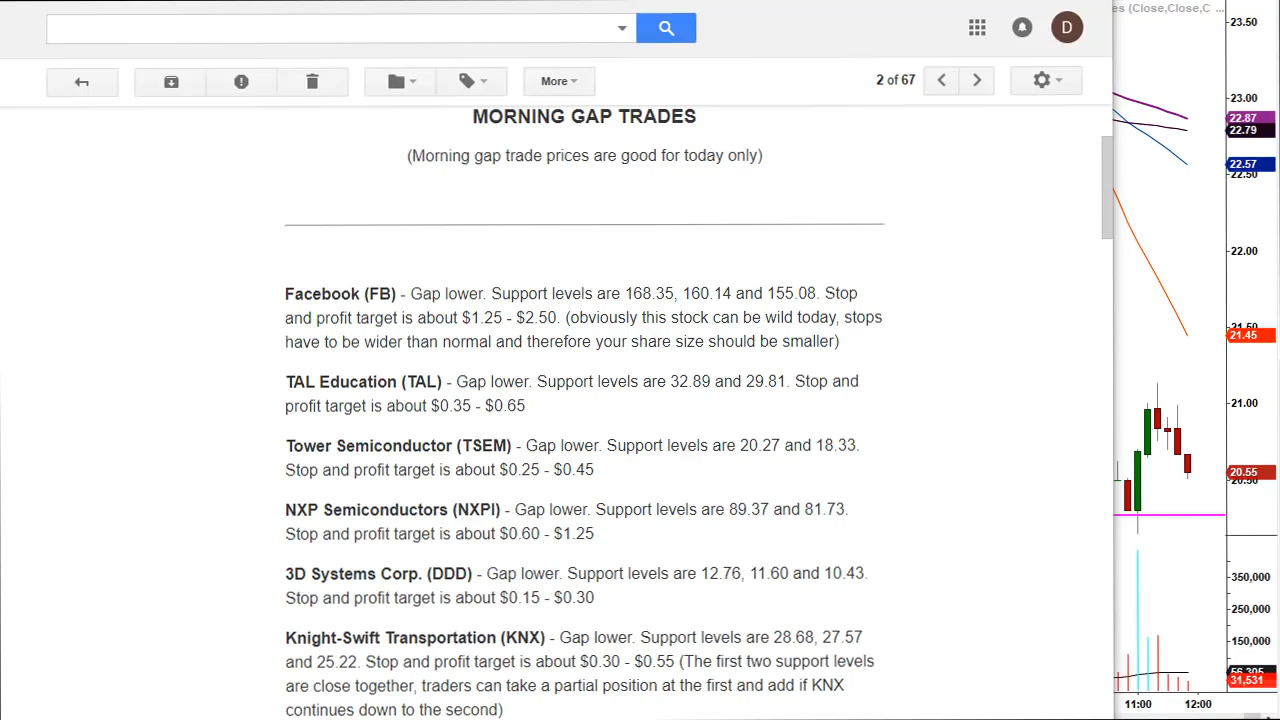 es (Close,Close,C ...
D
More
2 of 67
MORNING GAP TRADES
(Morning gap trade prices are good for today only)
Facebook (FB) - Gap lower. Support levels are 168.35, 160.14 and 155.08. Stop
and profit target is about $1.25 - $2.50. (obviously this stock can be wild today, stops
have to be wider than normal and therefore your share size should be smaller)
TAL Education (TAL) - Gap lower. Support levels are 32.89 and 29.81. Stop and
profit target is about $0.35 - $0.65
Tower Semiconductor (TSEM) - Gap lower. Support levels are 20.27 and 18.33.
Stop and profit target is about $0.25 - $0.45
NXP Semiconductors (NXPI) - Gap lower. Support levels are 89.37 and 81.73.
Stop and profit target is about $0.60 - $1.25
3D Systems Corp. (DDD) - Gap lower. Support levels are 12.76, 11.60 and 10.43.
Stop and profit target is about $0.15 - $0.30
Knight-Swift Transportation (KNX) - Gap lower. Support levels are 28.68, 27.57
and 25.22. Stop and profit target is about $0.30 - $0.55 (The first two support levels
are close together, traders can take a partial position at the first and add if KNX
continues down to the second)
23.50
23.00
22.87
22.79
22.57
22.50
22.00
21.50
21.45
21.00
20.55
20.50
350,000
250,000
150,000
56,305
31,531
11:00 12:00